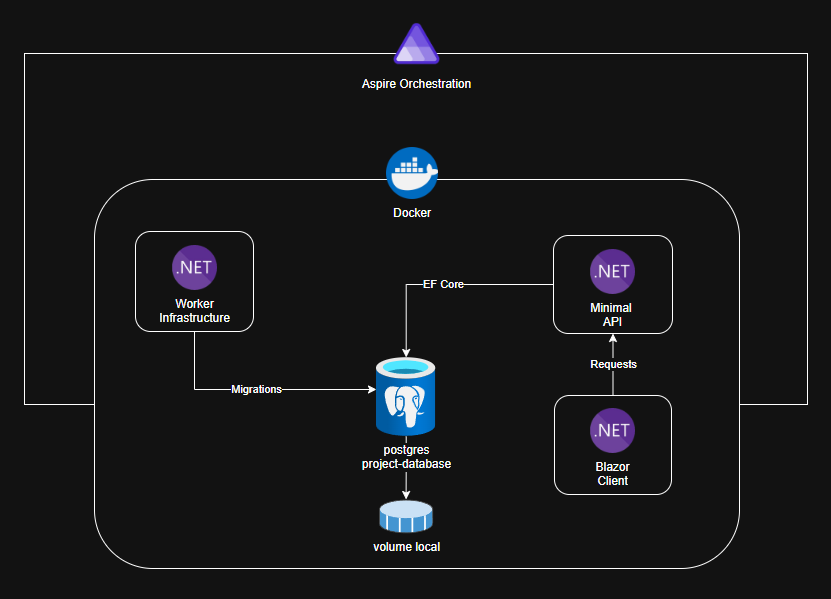 Aspire Orchestration
Docker
.NET
Worker
Infrastructure
.NET
Minimal
API
EF Core
Requests
Migrations
.NET
Blazor
Client
postgres
project-database
volume local